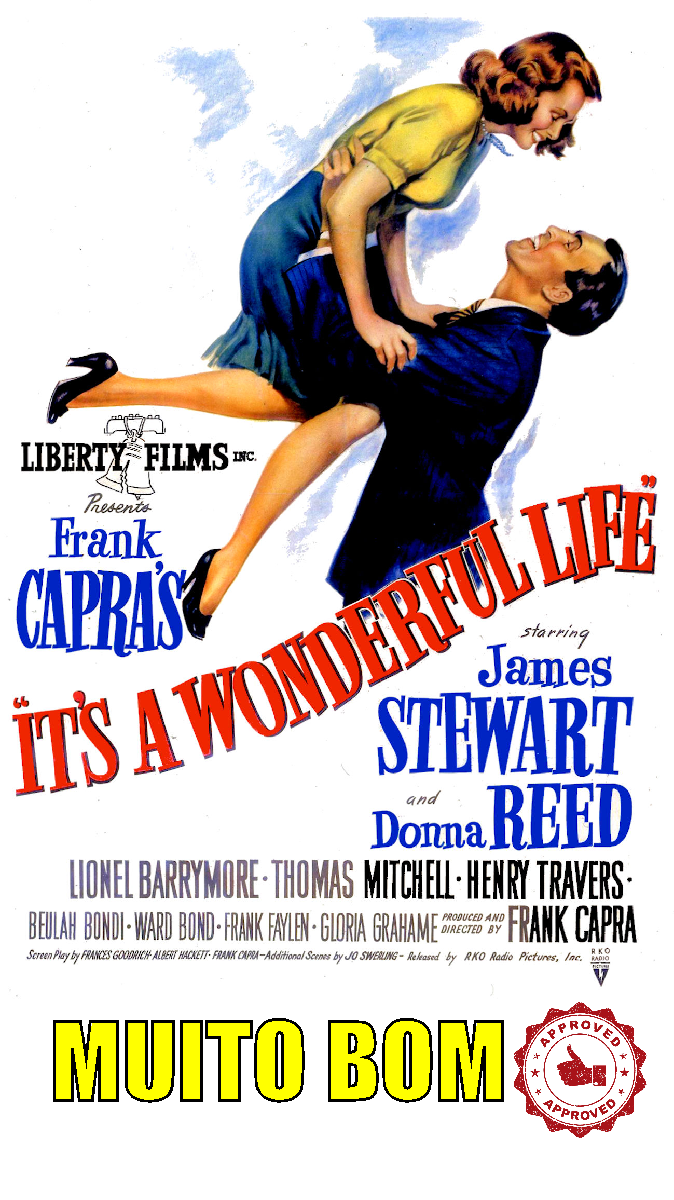 LIBERTY FILMS INC.
Presents
Frank
CAPRA'S
"IT'S A WONDERFUL LIFE"
starring
James
STEWART
and
Donna REED
LIONEL BARRYMORE · THOMAS MITCHELL · HENRY TRAVERS ·
BEULAH BONDI · WARD BOND · FRANK FAYLEN · GLORIA GRAHAME
PRODUCED AND
DIRECTED BY
FRANK CAPRA
Screen Play by FRANCES GOODRICH · ALBERT HACKETT · FRANK CAPRA — Additional Scenes by JO SWERLING - Released by RKO Radio Pictures, Inc.
RKO
RADIO
PICTURES
MUITO BOM
APPROVED
APPROVED